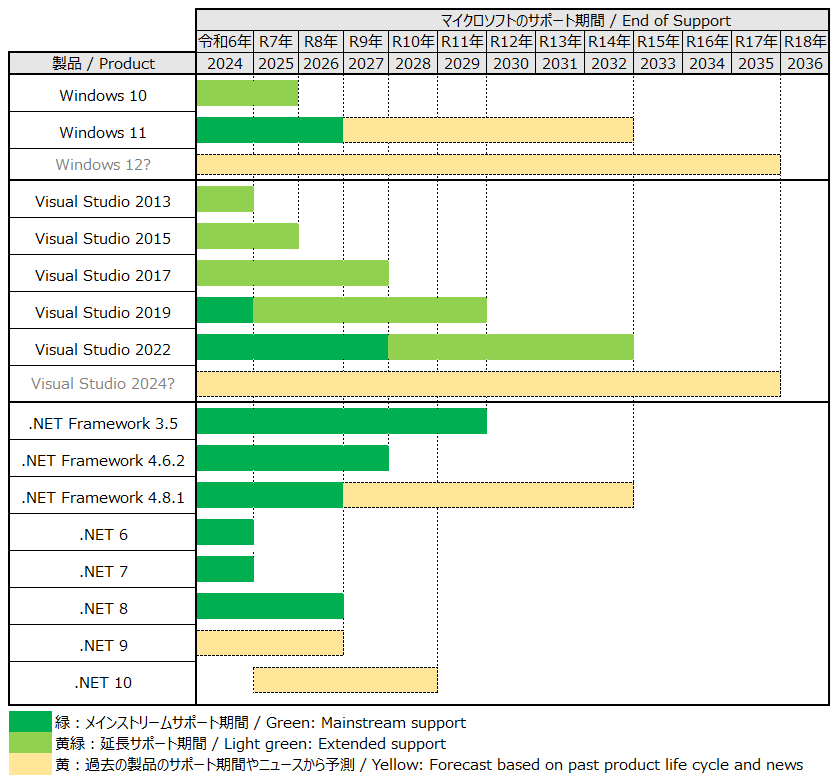 マイクロソフトのサポート期間 / End of Support
令和6年 R7年 R8年 R9年 R10年 R11年 R12年 R13年 R14年 R15年 R16年 R17年 R18年
製品 / Product 2024 2025 2026 2027 2028 2029 2030 2031 2032 2033 2034 2035 2036
Windows 10
Windows 11
Windows 12?
Visual Studio 2013
Visual Studio 2015
Visual Studio 2017
Visual Studio 2019
Visual Studio 2022
Visual Studio 2024?
.NET Framework 3.5
.NET Framework 4.6.2
.NET Framework 4.8.1
.NET 6
.NET 7
.NET 8
.NET 9
.NET 10
緑：メインストリームサポート期間 / Green: Mainstream support
黄緑：延長サポート期間 / Light green: Extended support
黄：過去の製品のサポート期間やニュースから予測 / Yellow: Forecast based on past product life cycle and news